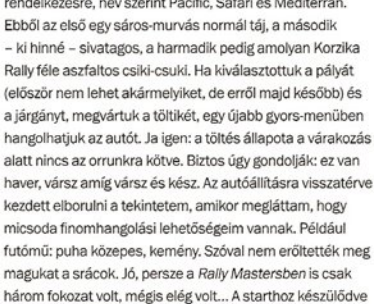 rendelkezésre, név szerint Pacific, Safari és Mediterrán.
Ebből az első egy sáros-murvás normál táj, a második
– ki hinné – sivatagos, a harmadik pedig amolyan Korzika
Rally féle aszfaltos csiki-csuki. Ha kiválasztottuk a pályát
(először nem lehet akármelyiket, de erről majd később) és
a járgányt, megvártuk a töltikét, egy újabb gyors-menüben
hangolhatjuk az autót. Ja igen: a töltés állapota a várakozás
alatt nincs az orrunkra kötve. Biztos úgy gondolják: ez van
haver, vársz amíg vársz és kész. Az autóállításra visszatérve
kezdett elborulni a tekintetem, amikor megláttam, hogy
micsoda finomhangolási lehetőségeim vannak. Például
futómű: puha közepes, kemény. Szóval nem erőltették meg
magukat a srácok. Jó, persze a Rally Mastersben is csak
három fokozat volt, mégis elég volt... A starthoz készülődve